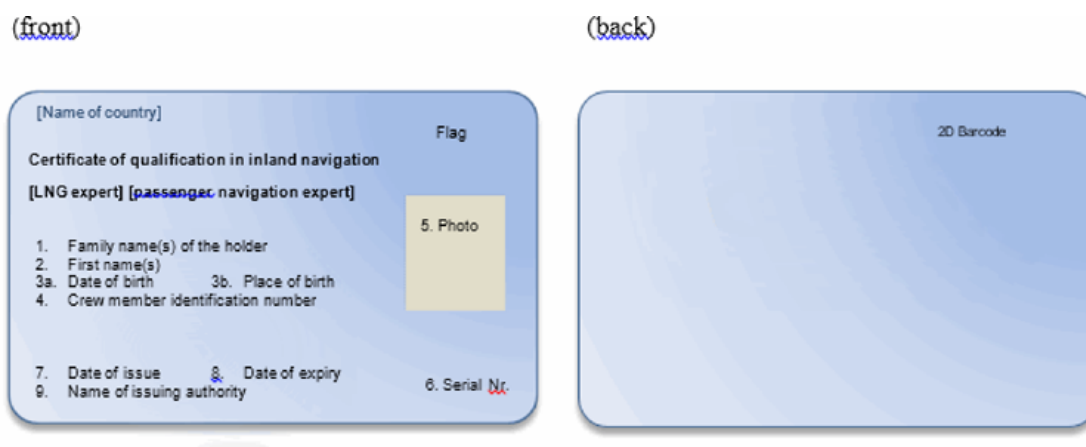 (front)
(back)
[Name of country]
Flag
Certificate of qualification in inland navigation
[LNG expert] [passenger navigation expert]
5. Photo
1. Family name(s) of the holder
2. First name(s)
3a. Date of birth 3b. Place of birth
4. Crew member identification number
7. Date of issue 8. Date of expiry
9. Name of issuing authority
6. Serial Nr.
2D Barcode